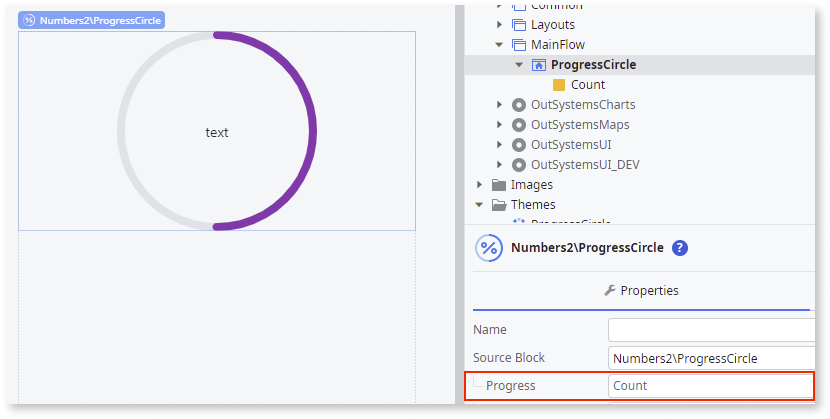 Numbers2\ProgressCircle
text
Common
Layouts
MainFlow
ProgressCircle
Count
OutSystemsCharts
OutSystemsMaps
OutSystemsUI
OutSystemsUI_DEV
Images
Themes
ProgressCircle
Numbers2\ProgressCircle ?
Properties
Name
Source Block Numbers2\ProgressCircle
Progress Count